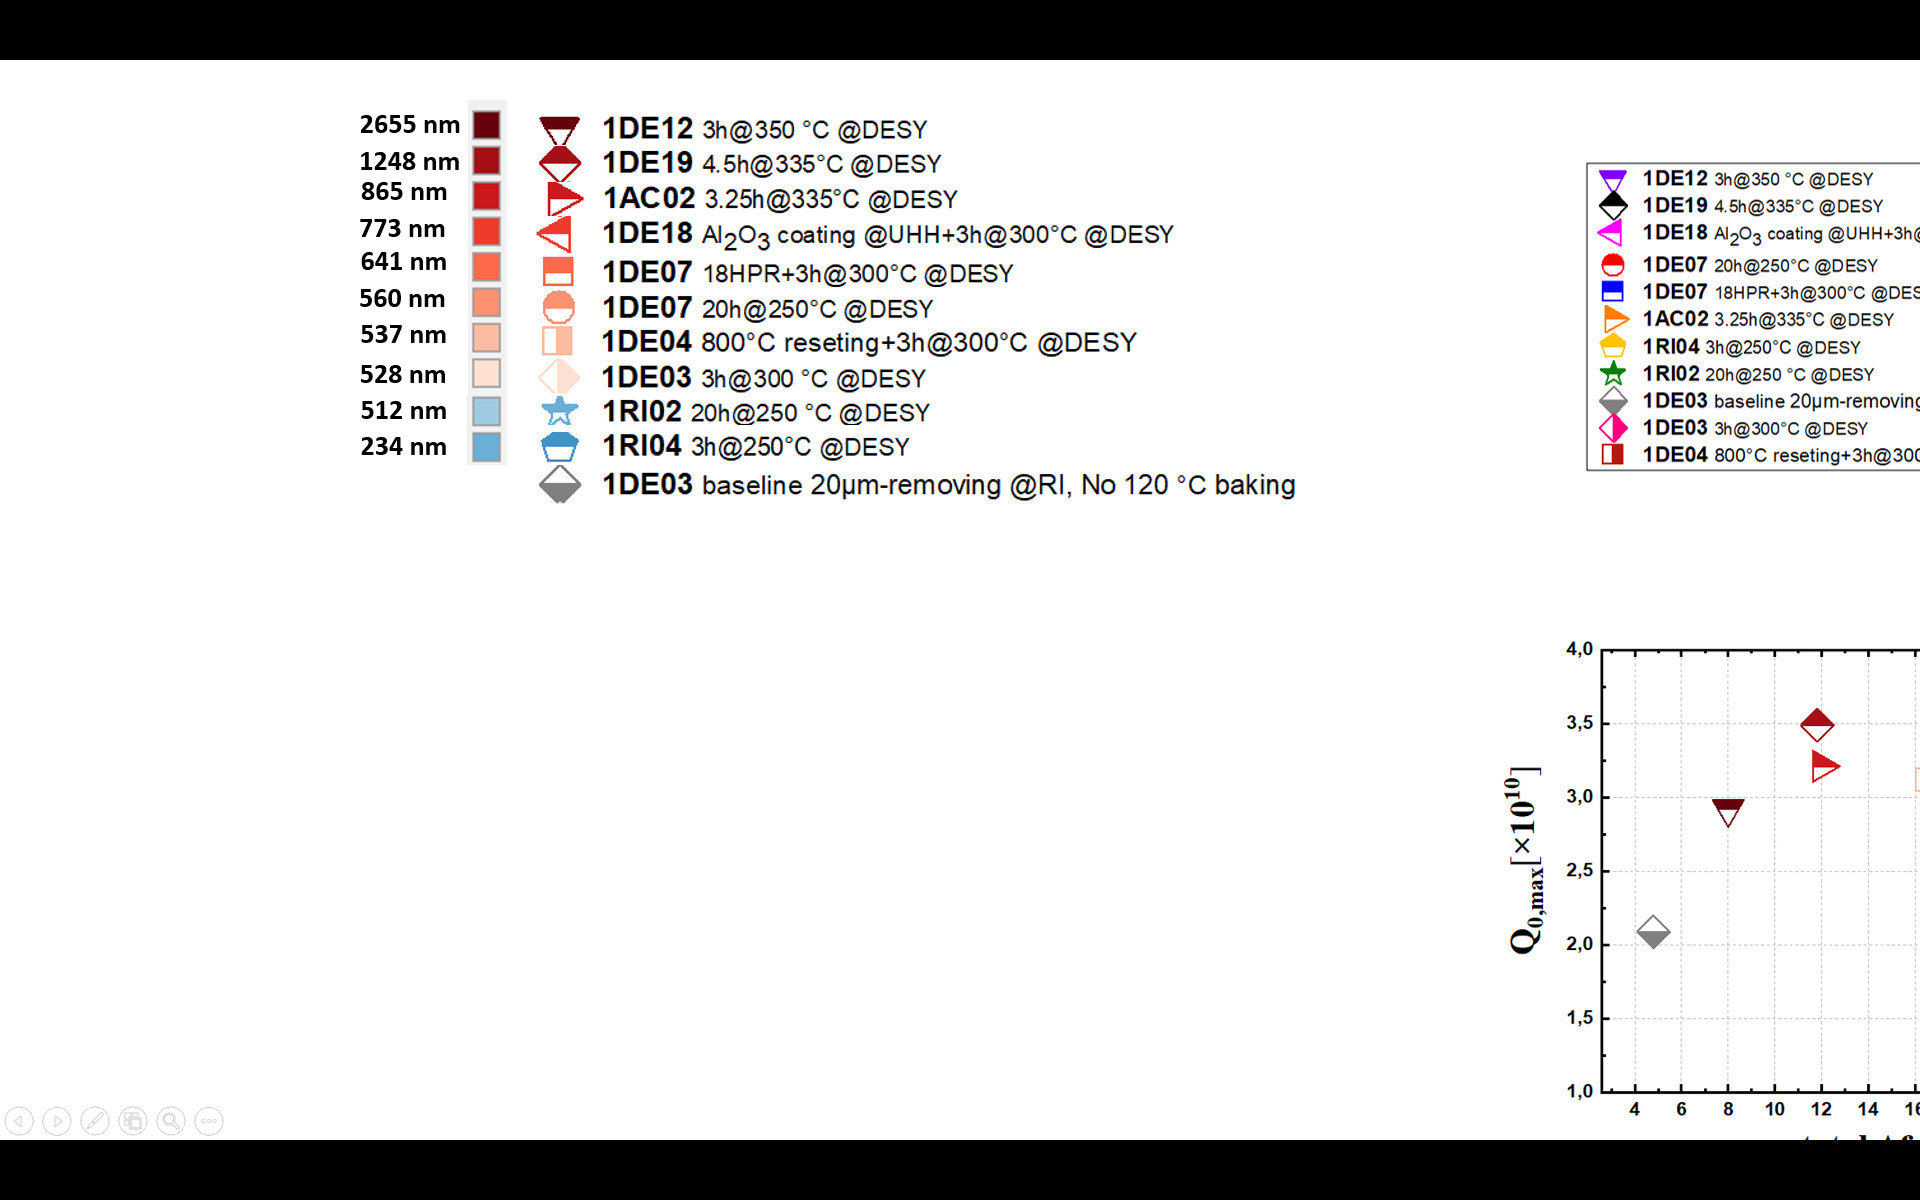 2655 nm
1248 nm
865 nm
773 nm
641 nm
560 nm
537 nm
528 nm
512 nm
234 nm
1DE12 3h@350 °C @DESY
1DE19 4.5h@335°C @DESY
1AC02 3.25h@335°C @DESY
1DE18 Al₂O₃ coating @UHH+3h@300°C @DESY
1DE07 18HPR+3h@300°C @DESY
1DE07 20h@250°C @DESY
1DE04 800°C reseting+3h@300°C @DESY
1DE03 3h@300 °C @DESY
1RI02 20h@250 °C @DESY
1RI04 3h@250°C @DESY
1DE03 baseline 20µm-removing @RI, No 120 °C baking
1DE12 3h@350 °C @DESY
1DE19 4.5h@335°C @DESY
1DE18 Al₂O₃ coating @UHH+3h@
1DE07 20h@250°C @DESY
1DE07 18HPR+3h@300°C @DES
1AC02 3.25h@335°C @DESY
1RI04 3h@250°C @DESY
1RI02 20h@250 °C @DESY
1DE03 baseline 20µm-removing
1DE03 3h@300°C @DESY
1DE04 800°C reseting+3h@300
Q0,max[×10¹⁰]
4,0
3,5
3,0
2,5
2,0
1,5
1,0
4 6 8 10 12 14 16